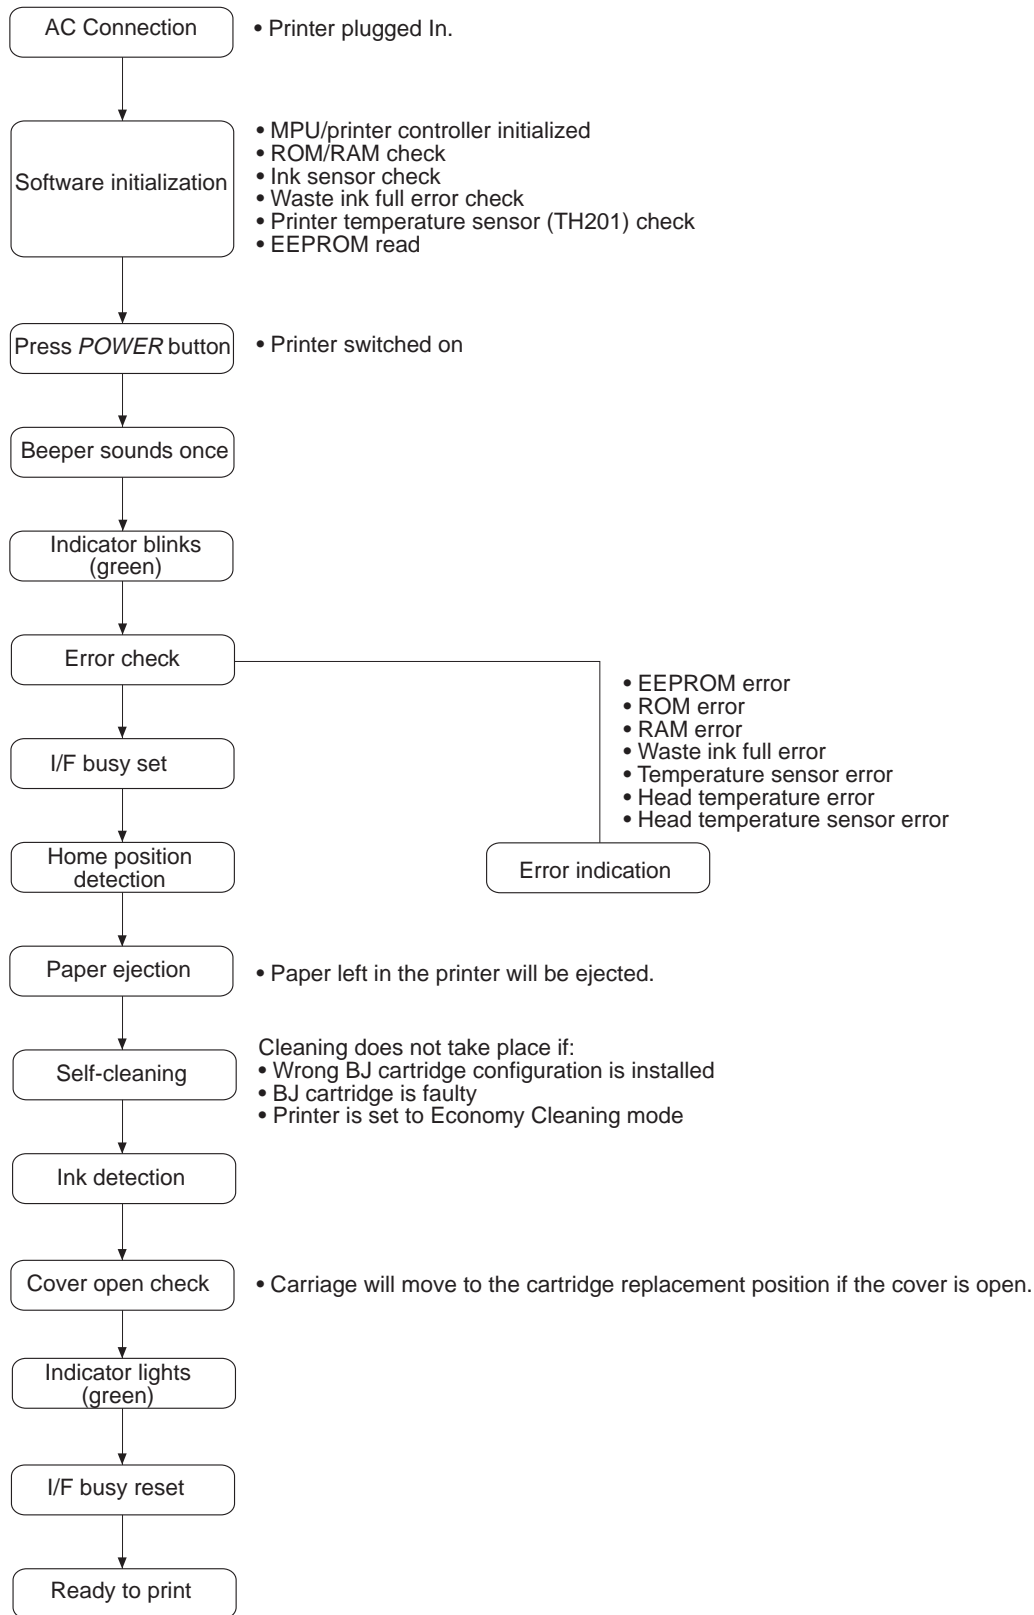 AC Connection
• Printer plugged In.
Software initialization
• MPU/printer controller initialized
• ROM/RAM check
• Ink sensor check
• Waste ink full error check
• Printer temperature sensor (TH201) check
• EEPROM read
Press POWER button
• Printer switched on
Beeper sounds once
Indicator blinks
(green)
Error check
• EEPROM error
• ROM error
• RAM error
• Waste ink full error
• Temperature sensor error
• Head temperature error
• Head temperature sensor error
Error indication
I/F busy set
Home position
detection
Paper ejection
• Paper left in the printer will be ejected.
Self-cleaning
Cleaning does not take place if:
• Wrong BJ cartridge configuration is installed
• BJ cartridge is faulty
• Printer is set to Economy Cleaning mode
Ink detection
Cover open check
• Carriage will move to the cartridge replacement position if the cover is open.
Indicator lights
(green)
I/F busy reset
Ready to print